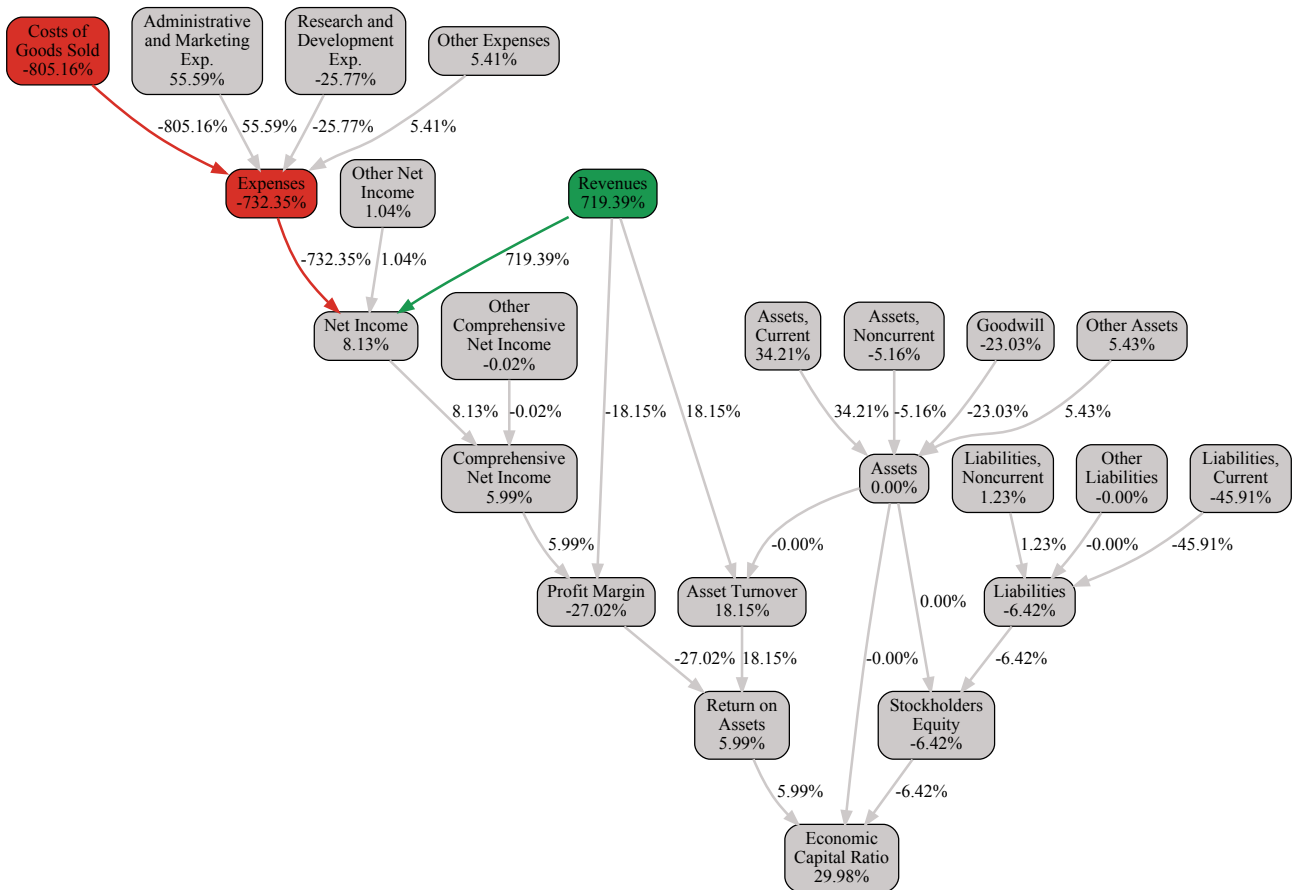 Costs of
Goods Sold
-805.16%
Administrative
and Marketing
Exp.
55.59%
Research and
Development
Exp.
-25.77%
Other Expenses
5.41%
-805.16%
55.59%
-25.77%
5.41%
Expenses
-732.35%
Other Net
Income
1.04%
Revenues
719.39%
-732.35%
1.04%
719.39%
Net Income
8.13%
Other
Comprehensive
Net Income
-0.02%
Assets,
Current
34.21%
Assets,
Noncurrent
-5.16%
Goodwill
-23.03%
Other Assets
5.43%
8.13%
-0.02%
-18.15%
18.15%
34.21%
-5.16%
-23.03%
5.43%
Comprehensive
Net Income
5.99%
Assets
0.00%
Liabilities,
Noncurrent
1.23%
Other
Liabilities
-0.00%
Liabilities,
Current
-45.91%
5.99%
-0.00%
1.23%
-0.00%
-45.91%
Profit Margin
-27.02%
Asset Turnover
18.15%
0.00%
Liabilities
-6.42%
-27.02%
18.15%
-0.00%
-6.42%
Return on
Assets
5.99%
Stockholders
Equity
-6.42%
5.99%
-6.42%
Economic
Capital Ratio
29.98%